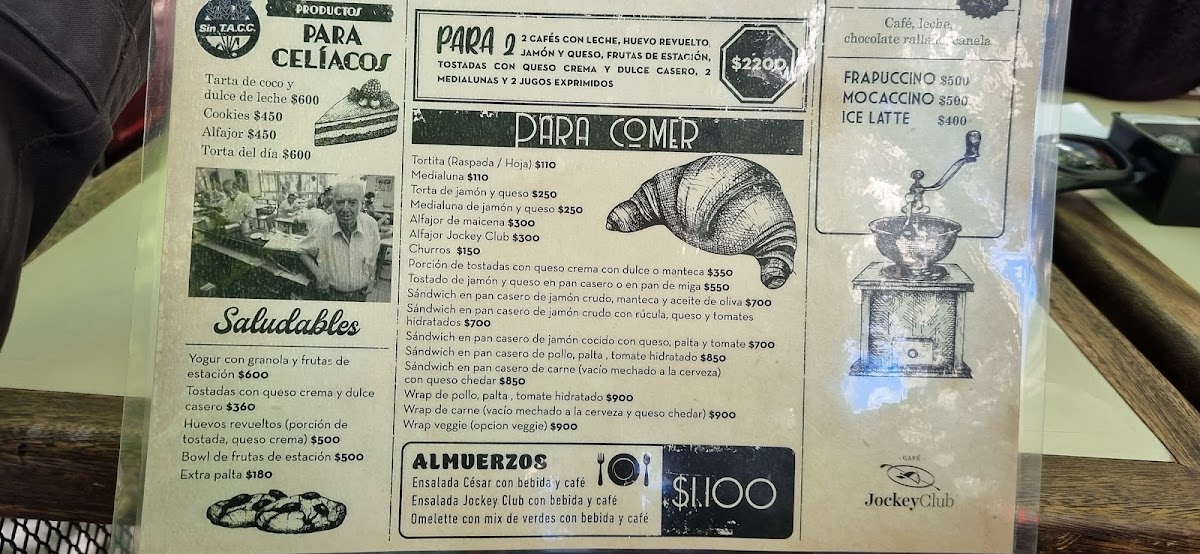 Sin T.A.C.C.
PRODUCTOS
PARA
CELÍACOS
Tarta de coco y
dulce de leche $600
Cookies $450
Alfajor $450
Torta del día $600
Saludables
Yogur con granola y frutas de
estación $600
Tostadas con queso crema y dulce
casero $360
Huevos revueltos (porción de
tostada, queso crema) $500
Bowl de frutas de estación $500
Extra palta $180
PARA 2
2 CAFÉS CON LECHE, HUEVO REVUELTO,
JAMÓN Y QUESO, FRUTAS DE ESTACIÓN,
TOSTADAS CON QUESO CREMA Y DULCE CASERO, 2
MEDIALUNAS Y 2 JUGOS EXPRIMIDOS
$2200
PARA COMER
Tortita (Raspada / Hoja) $110
Medialuna $110
Torta de jamón y queso $250
Medialuna de jamón y queso $250
Alfajor de maicena $300
Alfajor Jockey Club $300
Churros $150
Porción de tostadas con queso crema con dulce o manteca $350
Tostado de jamón y queso en pan casero o en pan de miga $550
Sándwich en pan casero de jamón crudo, manteca y aceite de oliva $700
Sándwich en pan casero de jamón crudo con rúcula, queso y tomates
hidratados $700
Sándwich en pan casero de jamón cocido con queso, palta y tomate $700
Sándwich en pan casero de pollo, palta , tomate hidratado $850
Sándwich en pan casero de carne (vacío mechado a la cerveza)
con queso chedar $850
Wrap de pollo, palta , tomate hidratado $900
Wrap de carne (vacío mechado a la cerveza y queso chedar) $900
Wrap veggie (opcion veggie) $900
ALMUERZOS
Ensalada César con bebida y café
Ensalada Jockey Club con bebida y café
Omelette con mix de verdes con bebida y café
$1.100
Café, leche,
chocolate canela
FRAPUCCINO $500
MOCACCINO $500
ICE LATTE $400
- CAFÉ -
JockeyClub